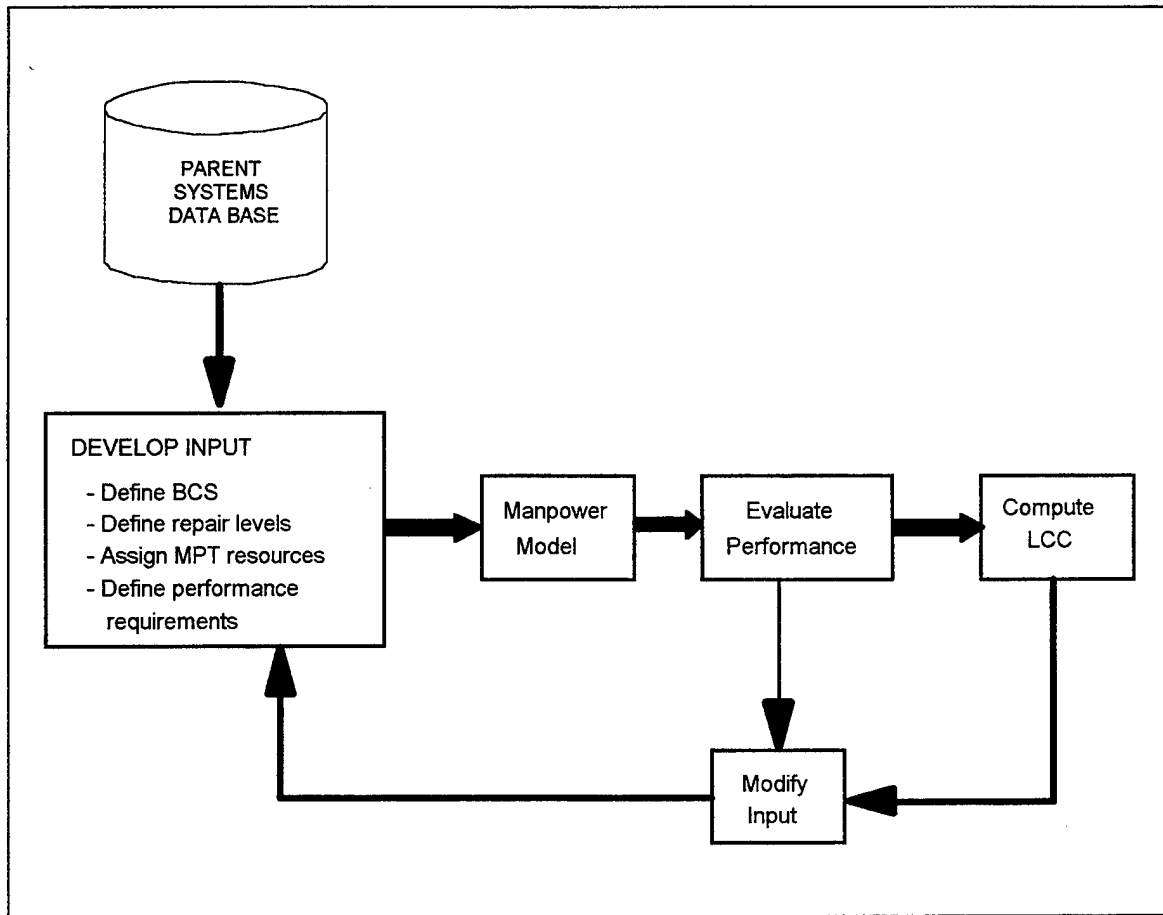 PARENT
SYSTEMS
DATA BASE
DEVELOP INPUT
- Define BCS
- Define repair levels
- Assign MPT resources
- Define performance
requirements
Manpower
Model
Evaluate
Performance
Compute
LCC
Modify
Input